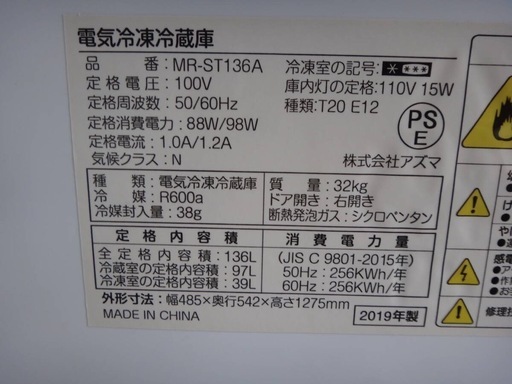 電気冷凍冷蔵庫
品番：MR-ST136A
冷凍室の記号：
定格電圧：100V
庫内灯の定格：110V 15W
定格周波数：50/60Hz
種類：T20 E12
定格消費電力：88W/98W
定格電流：1.0A/1.2A
気候クラス：N
PS
E
株式会社アズマ
種類：電気冷凍冷蔵庫
質量：32kg
冷媒：R600a
ドア開き：右開き
冷媒封入量：38g
断熱発泡ガス：シクロペンタン
定格内容積
消費電力量
全定格内容積：136L
(JIS C 9801-2015年)
冷蔵室の定格内容積：97L
50Hz：256KWh/年
冷凍室の定格内容積：39L
60Hz：256KWh/年
外形寸法：幅485×奥行542×高さ1275mm
MADE IN CHINA
2019年製
感電
修理技